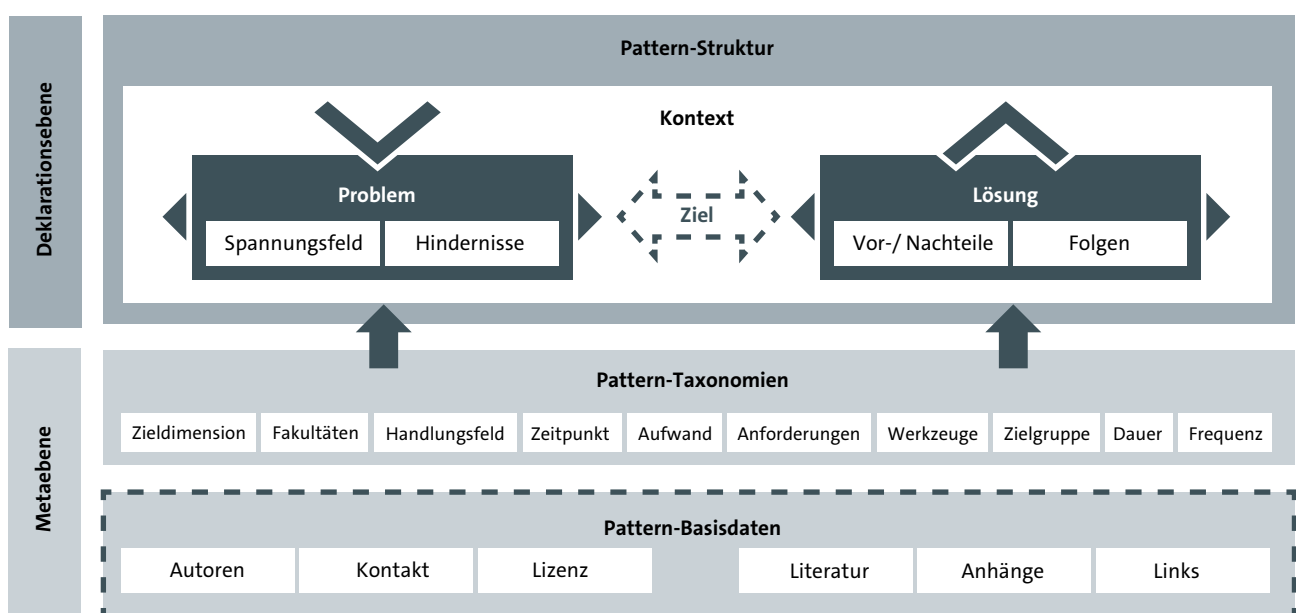 Deklarationsebene
Pattern-Struktur
Kontext
Problem
Spannungsfeld Hindernisse
Ziel
Lösung
Vor-/ Nachteile Folgen
Metaebene
Pattern-Taxonomien
Zieldimension Fakultäten Handlungsfeld Zeitpunkt Aufwand Anforderungen Werkzeuge Zielgruppe Dauer Frequenz
Pattern-Basisdaten
Autoren Kontakt Lizenz Literatur Anhänge Links